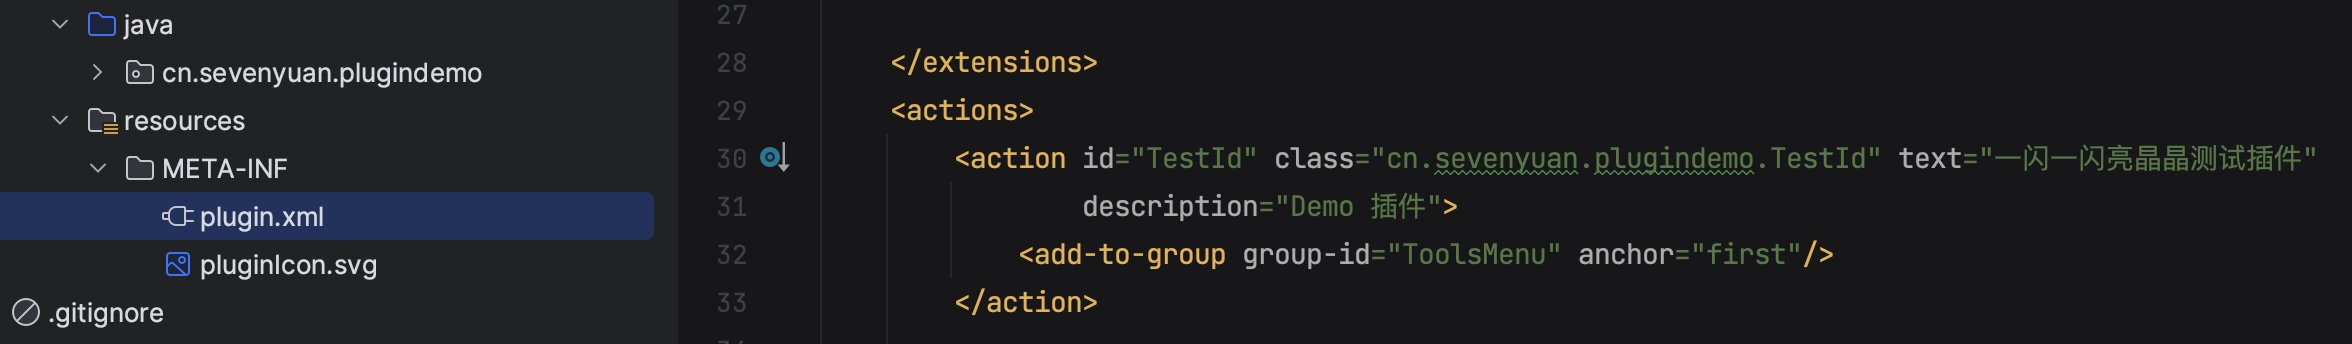 java
cn.sevenyuan.plugindemo
resources
META-INF
plugin.xml
pluginIcon.svg
.gitignore
27
28 </extensions>
29 <actions>
30 <action id="TestId" class="cn.sevenyuan.plugindemo.TestId" text="一闪一闪亮晶晶测试插件"
31 description="Demo 插件">
32 <add-to-group group-id="ToolsMenu" anchor="first"/>
33 </action>